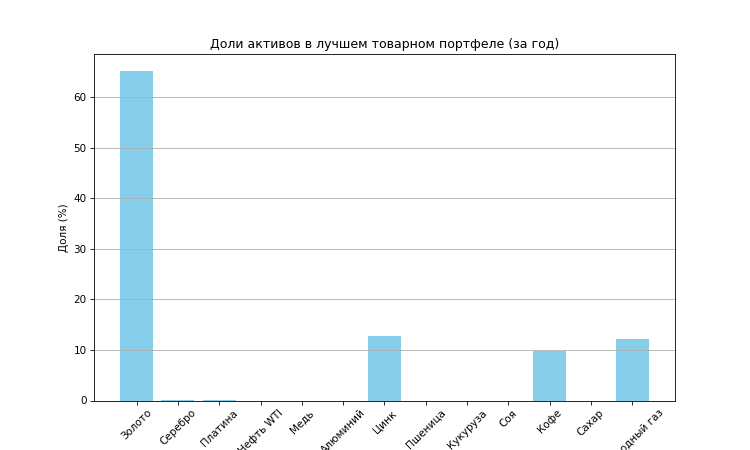 Доли активов в лучшем товарном портфеле (за год)
Доля (%)
60
50
40
30
20
10
0
Золото
Серебро
Платина
Нефть WTI
Медь
Алюминий
Цинк
Пшеница
Кукуруза
Соя
Кофе
Сахар
одный газ